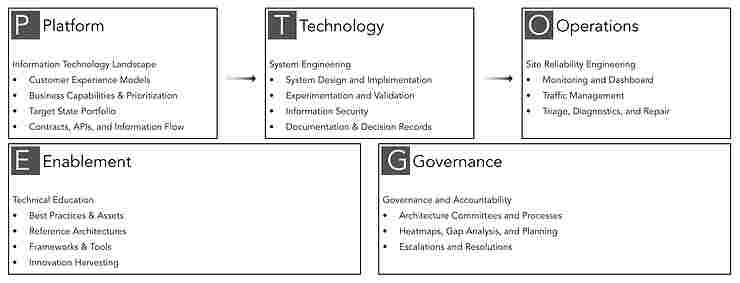 P Platform
Information Technology Landscape
• Customer Experience Models
• Business Capabilities & Prioritization
• Target State Portfolio
• Contracts, APIs, and Information Flow
T Technology
System Engineering
• System Design and Implementation
• Experimentation and Validation
• Information Security
• Documentation & Decision Records
O Operations
Site Reliability Engineering
• Monitoring and Dashboard
• Traffic Management
• Triage, Diagnostics, and Repair
E Enablement
Technical Education
• Best Practices & Assets
• Reference Architectures
• Frameworks & Tools
• Innovation Hervesting
G Governance
Governance and Accountability
• Architecture Committees and Processes
• Heatmaps, Gap Analysis, and Planning
• Escalations and Resolutions